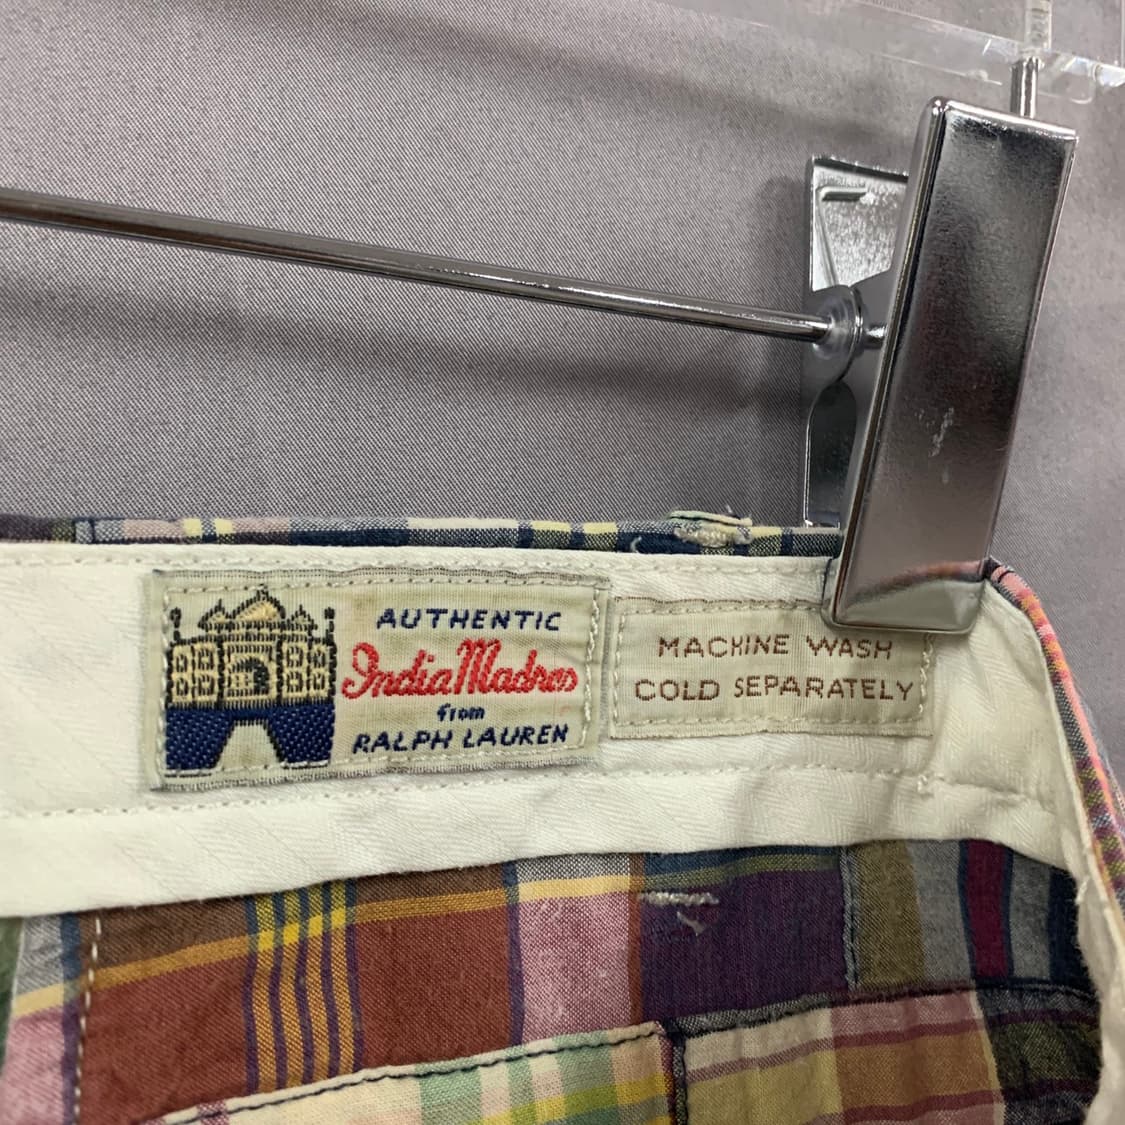 AUTHENTIC
India Madras
from
RALPH LAUREN
MACHINE WASH
COLD SEPARATELY